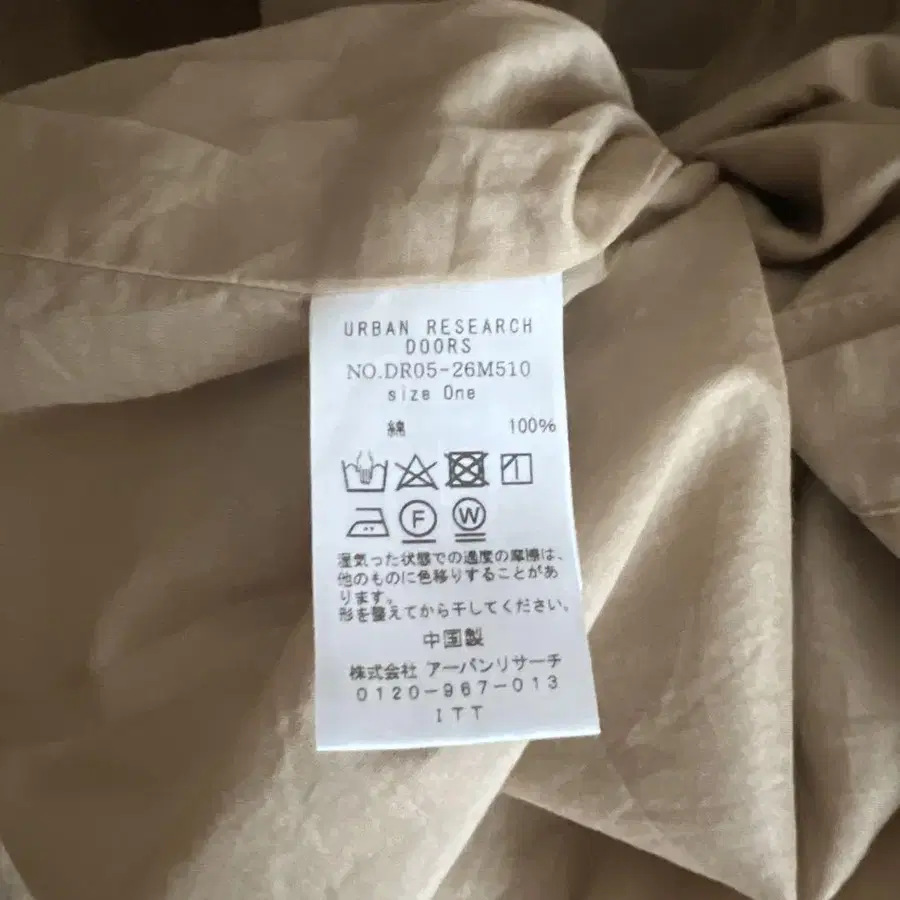 URBAN RESEARCH
DOORS
NO.DR05-26M510
size One
綿 100%
F W
湿気った状態での過度の摩擦は、
他のものに色移りすることがあ
ります。
形を整えてから干してください。
中国製
株式会社 アーバンリサーチ
0120-967-013
ITT